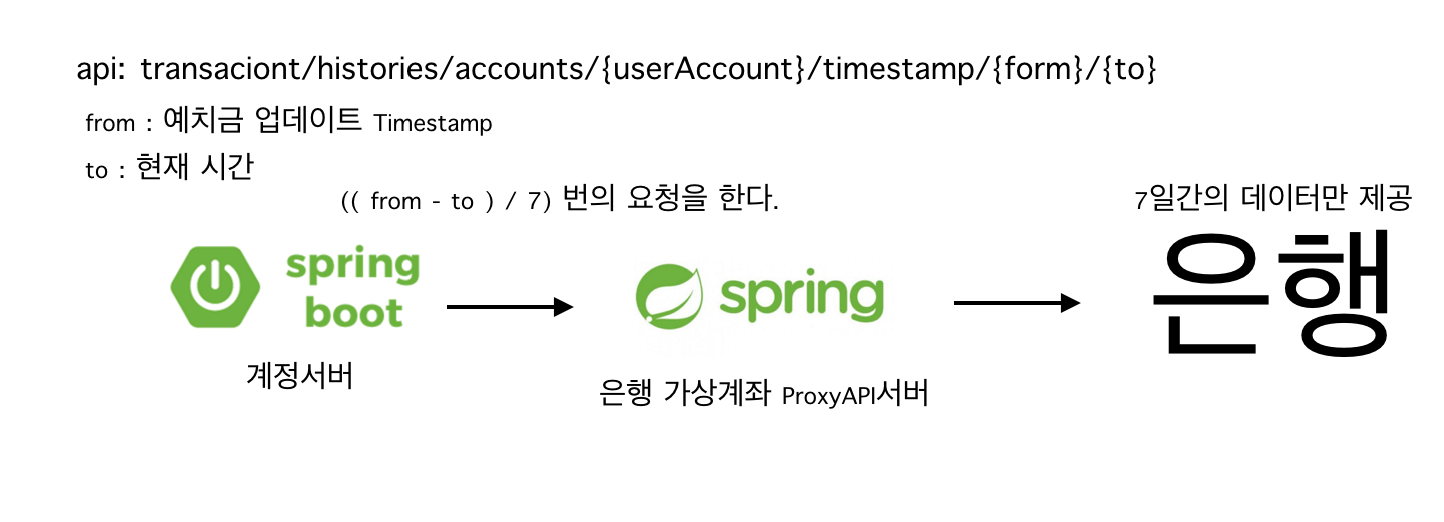 api: transaciont/histories/accounts/{userAccount}/timestamp/{form}/{to}
from : 예치금 업데이트 Timestamp
to : 현재 시간
(( from - to ) / 7) 번의 요청을 한다.
7일간의 데이터만 제공
spring
boot
spring
은행
계정서버
은행 가상계좌 ProxyAPI서버